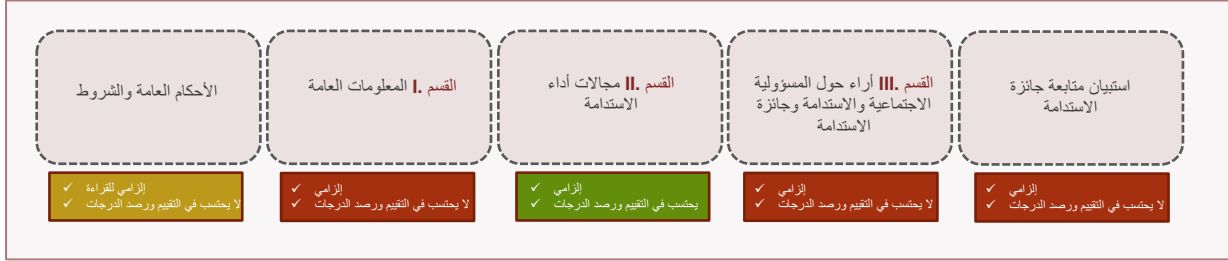 الأحكام العامة والشروط
إلزامي للقراءة
لا يحتسب في التقييم ورصد الدرجات
القسم I. المعلومات العامة
إلزامي
لا يحتسب في التقييم ورصد الدرجات
القسم II. مجالات أداء
الاستدامة
إلزامي
يحتسب في التقييم ورصد الدرجات
القسم III. أراء حول المسؤولية
الاجتماعية والاستدامة وجائزة
الاستدامة
إلزامي
لا يحتسب في التقييم ورصد الدرجات
استبيان متابعة جائزة
الاستدامة
إلزامي
لا يحتسب في التقييم ورصد الدرجات